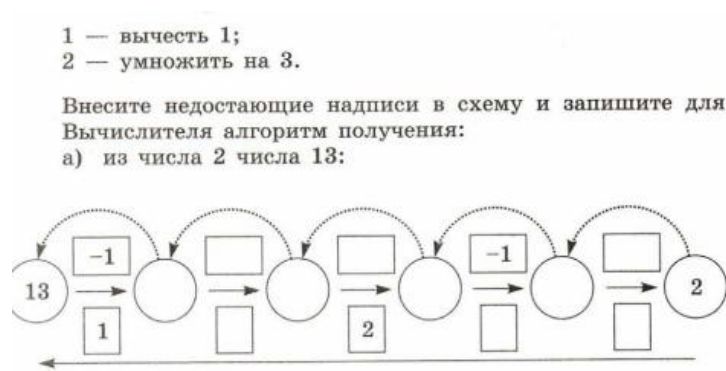 1 — вычесть 1;
2 — умножить на 3.
Внесите недостающие надписи в схему и запишите для
Вычислителя алгоритм получения:
а) из числа 2 числа 13:
-1 -1
13 2
1 2